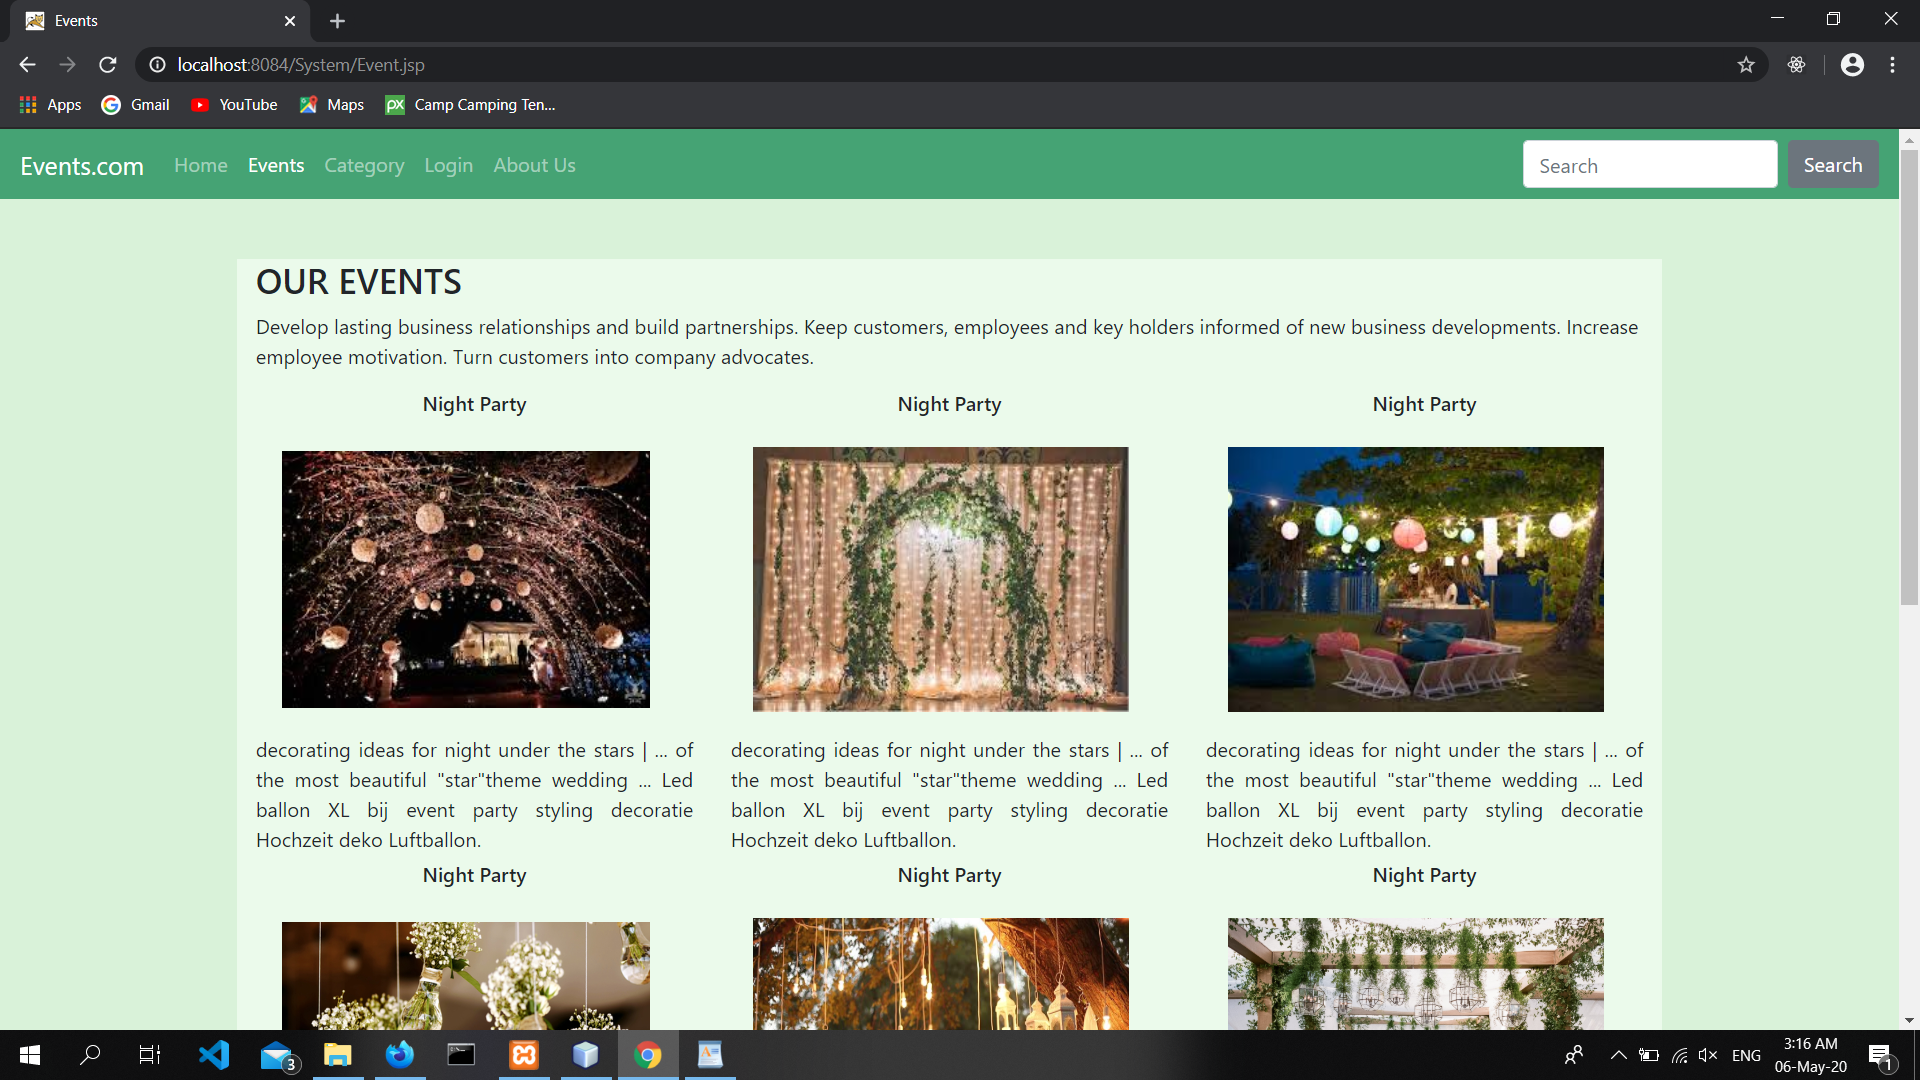 Events
localhost:8084/System/Event.jsp
Apps Gmail YouTube Maps Camp Camping Ten...
Events.com Home Events Category Login About Us Search Search
OUR EVENTS
Develop lasting business relationships and build partnerships. Keep customers, employees and key holders informed of new business developments. Increase
employee motivation. Turn customers into company advocates.
Night Party
decorating ideas for night under the stars | ... of
the most beautiful "star"theme wedding ... Led
ballon XL bij event party styling decoratie
Hochzeit deko Luftballon.
Night Party
decorating ideas for night under the stars | ... of
the most beautiful "star"theme wedding ... Led
ballon XL bij event party styling decoratie
Hochzeit deko Luftballon.
Night Party
decorating ideas for night under the stars | ... of
the most beautiful "star"theme wedding ... Led
ballon XL bij event party styling decoratie
Hochzeit deko Luftballon.
Night Party
Night Party
Night Party
3
ENG
3:16 AM
06-May-20
1